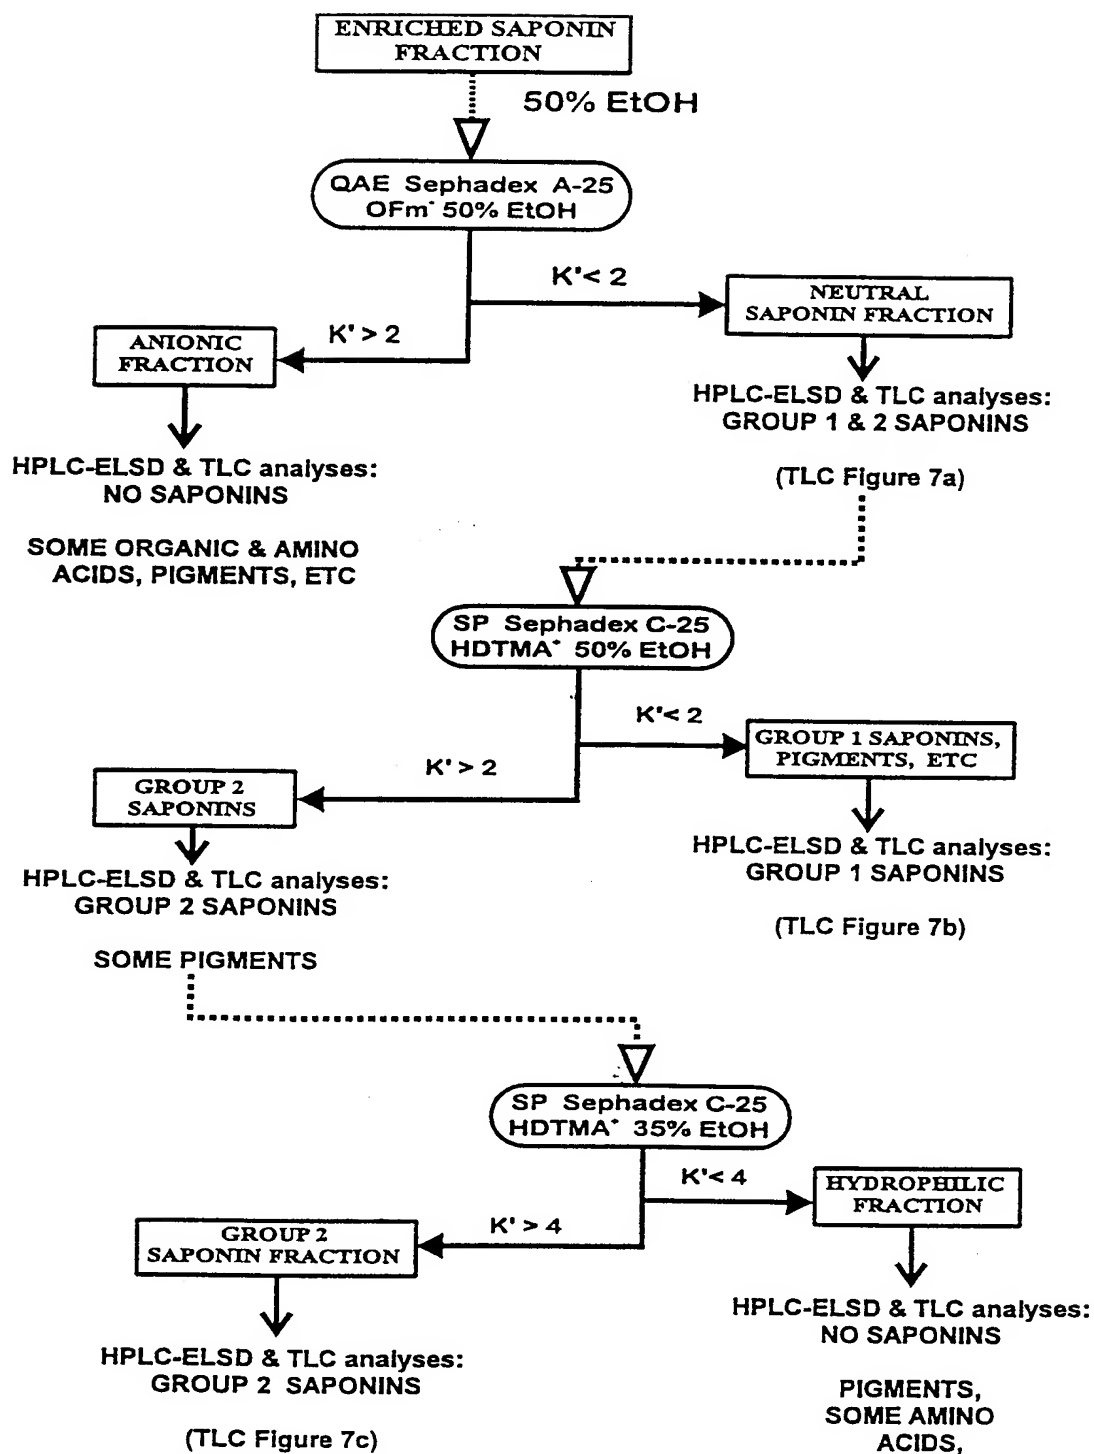 ENRICHED SAPONIN
FRACTION
50% EtOH
QAE Sephadex A-25
OFm⁻ 50% EtOH
K'< 2
NEUTRAL
SAPONIN FRACTION
K' > 2
ANIONIC
FRACTION
HPLC-ELSD & TLC analyses:
GROUP 1 & 2 SAPONINS
(TLC Figure 7a)
HPLC-ELSD & TLC analyses:
NO SAPONINS
SOME ORGANIC & AMINO
ACIDS, PIGMENTS, ETC
SP Sephadex C-25
HDTMA⁺ 50% EtOH
K'< 2
GROUP 1 SAPONINS,
PIGMENTS, ETC
K' > 2
GROUP 2
SAPONINS
HPLC-ELSD & TLC analyses:
GROUP 1 SAPONINS
(TLC Figure 7b)
HPLC-ELSD & TLC analyses:
GROUP 2 SAPONINS
SOME PIGMENTS
SP Sephadex C-25
HDTMA⁺ 35% EtOH
K'< 4
HYDROPHILIC
FRACTION
K' > 4
GROUP 2
SAPONIN FRACTION
HPLC-ELSD & TLC analyses:
NO SAPONINS
PIGMENTS,
SOME AMINO
ACIDS,
HPLC-ELSD & TLC analyses:
GROUP 2 SAPONINS
(TLC Figure 7c)